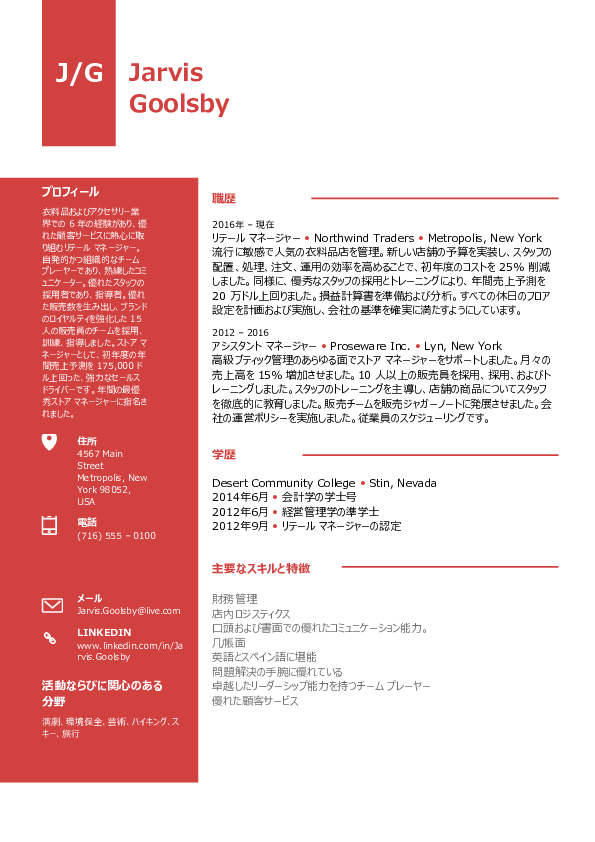 J/G
Jarvis
Goolsby
プロフィール
衣料品およびアクセサリー業
界での 6 年の経験があり、優
れた顧客サービスに熱心に取
り組むリテール マネージャー。
自発的かつ組織的なチーム
プレーヤーであり、熟練したコミ
ュニケーター。優れたスタッフの
採用者であり、指導者。優れ
た販売数を生み出し、ブランド
のロイヤルティを強化した 15
人の販売員のチームを採用、
訓練、指導しました。ストア マ
ネージャーとして、初年度の年
間売上予測を 175,000 ド
ル上回った、強力なセールス
ドライバーです。年間の最優
秀ストア マネージャーに指名さ
れました。
住所
4567 Main
Street
Metropolis, New
York 98052,
USA
電話
(716) 555 – 0100
メール
Jarvis.Goolsby@live.com
LINKEDIN
www.linkedin.com/in/Ja
rvis.Goolsby
活動ならびに関心のある
分野
演劇、環境保全、芸術、ハイキング、ス
キー、旅行
職歴
2016年 – 現在
リテール マネージャー • Northwind Traders • Metropolis, New York
流行に敏感で人気の衣料品店を管理。新しい店舗の予算を実装し、スタッフの
配置、処理、注文、運用の効率を高めることで、初年度のコストを 25% 削減
しました。同様に、優秀なスタッフの採用とトレーニングにより、年間売上予測を
20 万ドル上回りました。損益計算書を準備および分析。すべての休日のフロア
設定を計画および実施し、会社の基準を確実に満たすようにしています。
2012 – 2016
アシスタント マネージャー • Proseware Inc. • Lyn, New York
高級ブティック管理のあらゆる面でストア マネージャーをサポートしました。月々の
売上高を 15% 増加させました。10 人以上の販売員を採用、採用、およびト
レーニングしました。スタッフのトレーニングを主導し、店舗の商品についてスタッフ
を徹底的に教育しました。販売チームを販売ジャガーノートに発展させました。会
社の運営ポリシーを実施しました。従業員のスケジューリングです。
学歴
Desert Community College • Stin, Nevada
2014年6月 • 会計学の学士号
2012年6月 • 経営管理学の準学士
2012年9月 • リテール マネージャーの認定
主要なスキルと特徴
財務管理
店内ロジスティクス
口頭および書面での優れたコミュニケーション能力。
几帳面
英語とスペイン語に堪能
問題解決の手腕に優れている
卓越したリーダーシップ能力を持つチーム プレーヤー
優れた顧客サービス